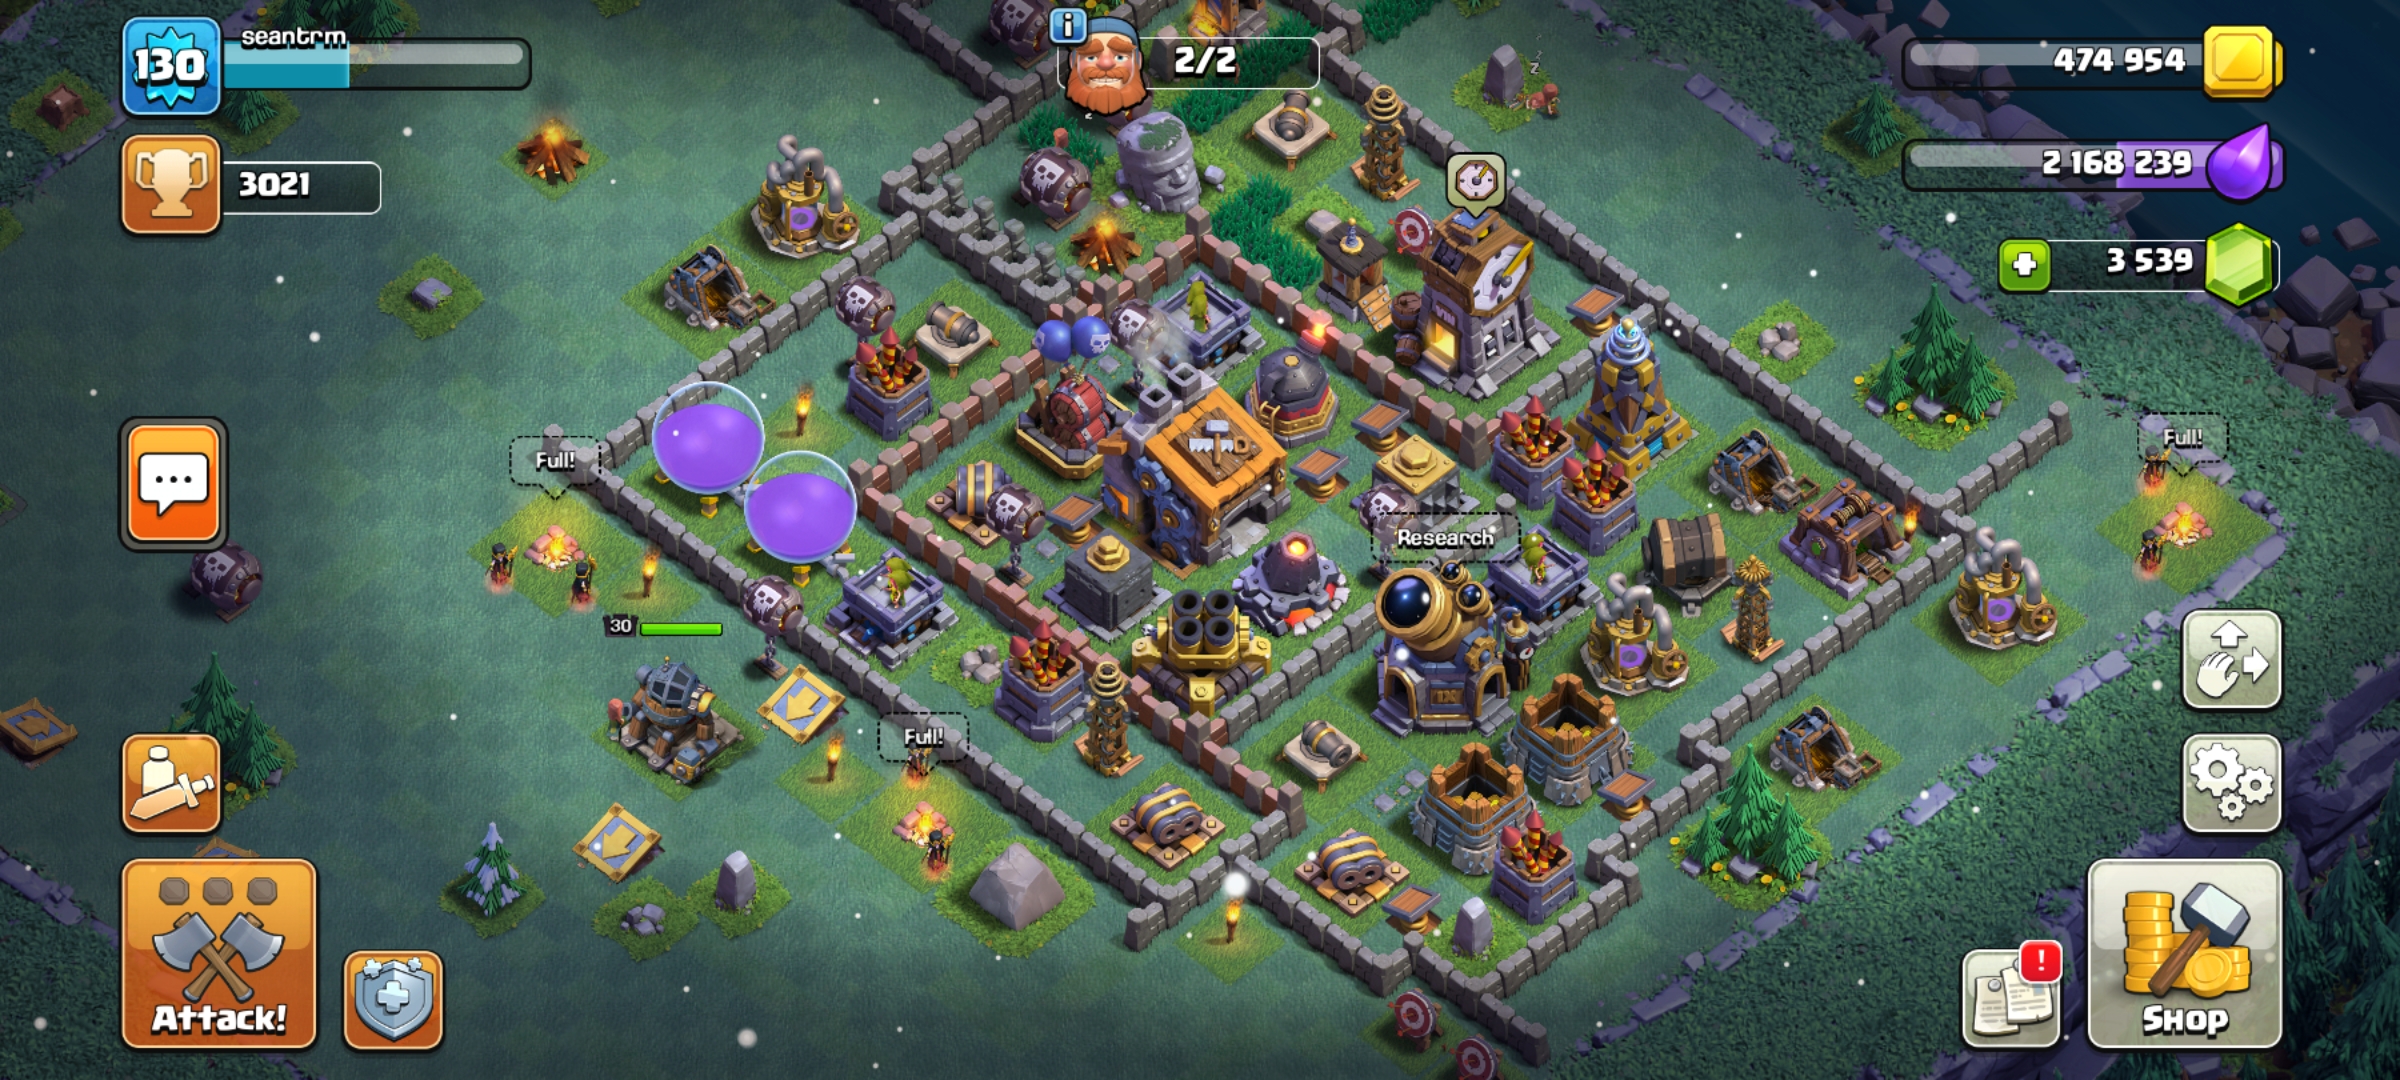 130
seantrm
i
2/2
474 954
3021
2 168 239
3 539
Full!
Full!
Research
30
Full!
!
Attack!
Shop